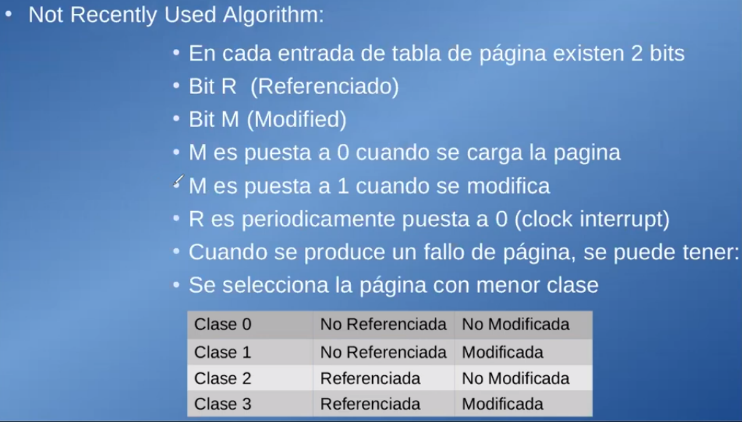 • Not Recently Used Algorithm:
• En cada entrada de tabla de página existen 2 bits
• Bit R (Referenciado)
• Bit M (Modified)
• M es puesta a 0 cuando se carga la pagina
• M es puesta a 1 cuando se modifica
• R es periodicamente puesta a 0 (clock interrupt)
• Cuando se produce un fallo de página, se puede tener:
• Se selecciona la página con menor clase
Clase 0 No Referenciada No Modificada
Clase 1 No Referenciada Modificada
Clase 2 Referenciada No Modificada
Clase 3 Referenciada Modificada